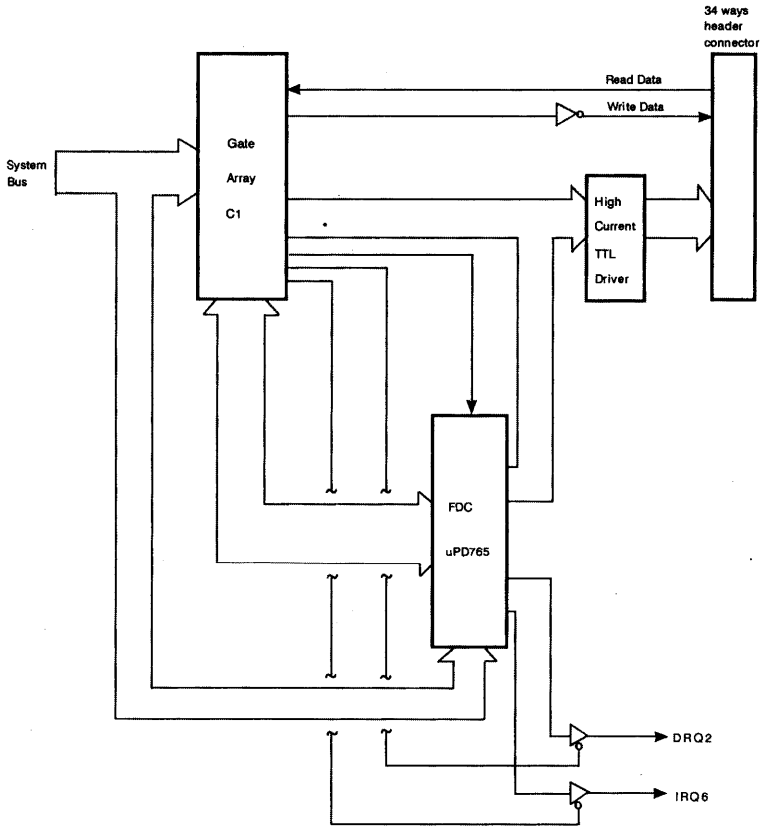 34 ways
header
connector
Read Data
Write Data
System
Bus
Gate
Array
C1
High
Current
TTL
Driver
FDC
uPD765
DRQ2
IRQ6